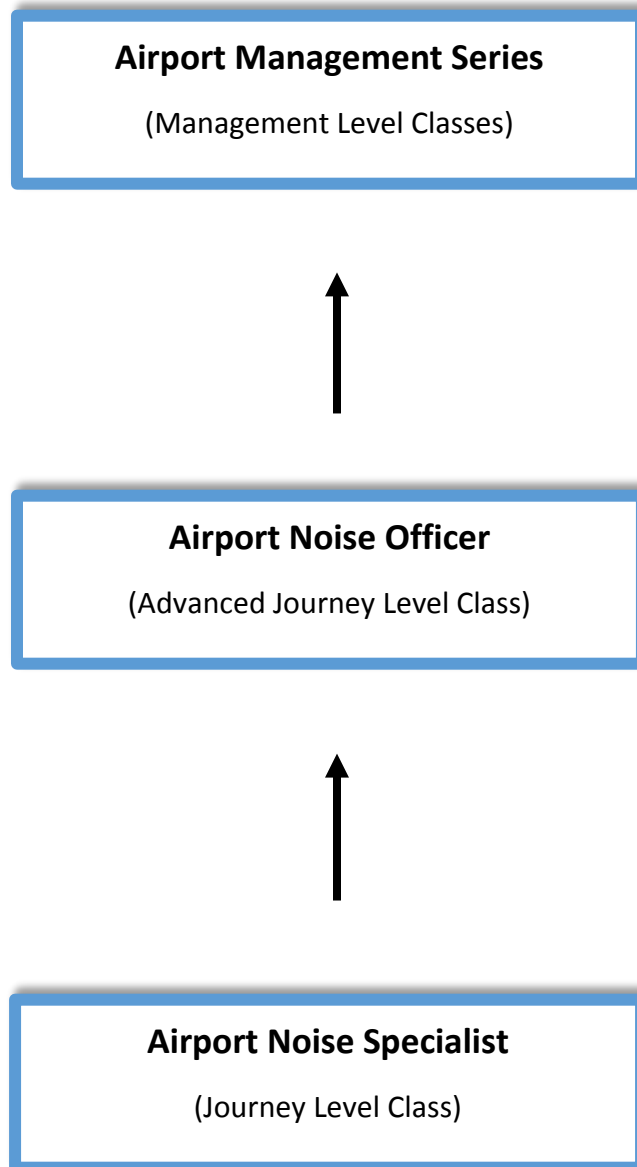 Airport Management Series
(Management Level Classes)
Airport Noise Officer
(Advanced Journey Level Class)
Airport Noise Specialist
(Journey Level Class)